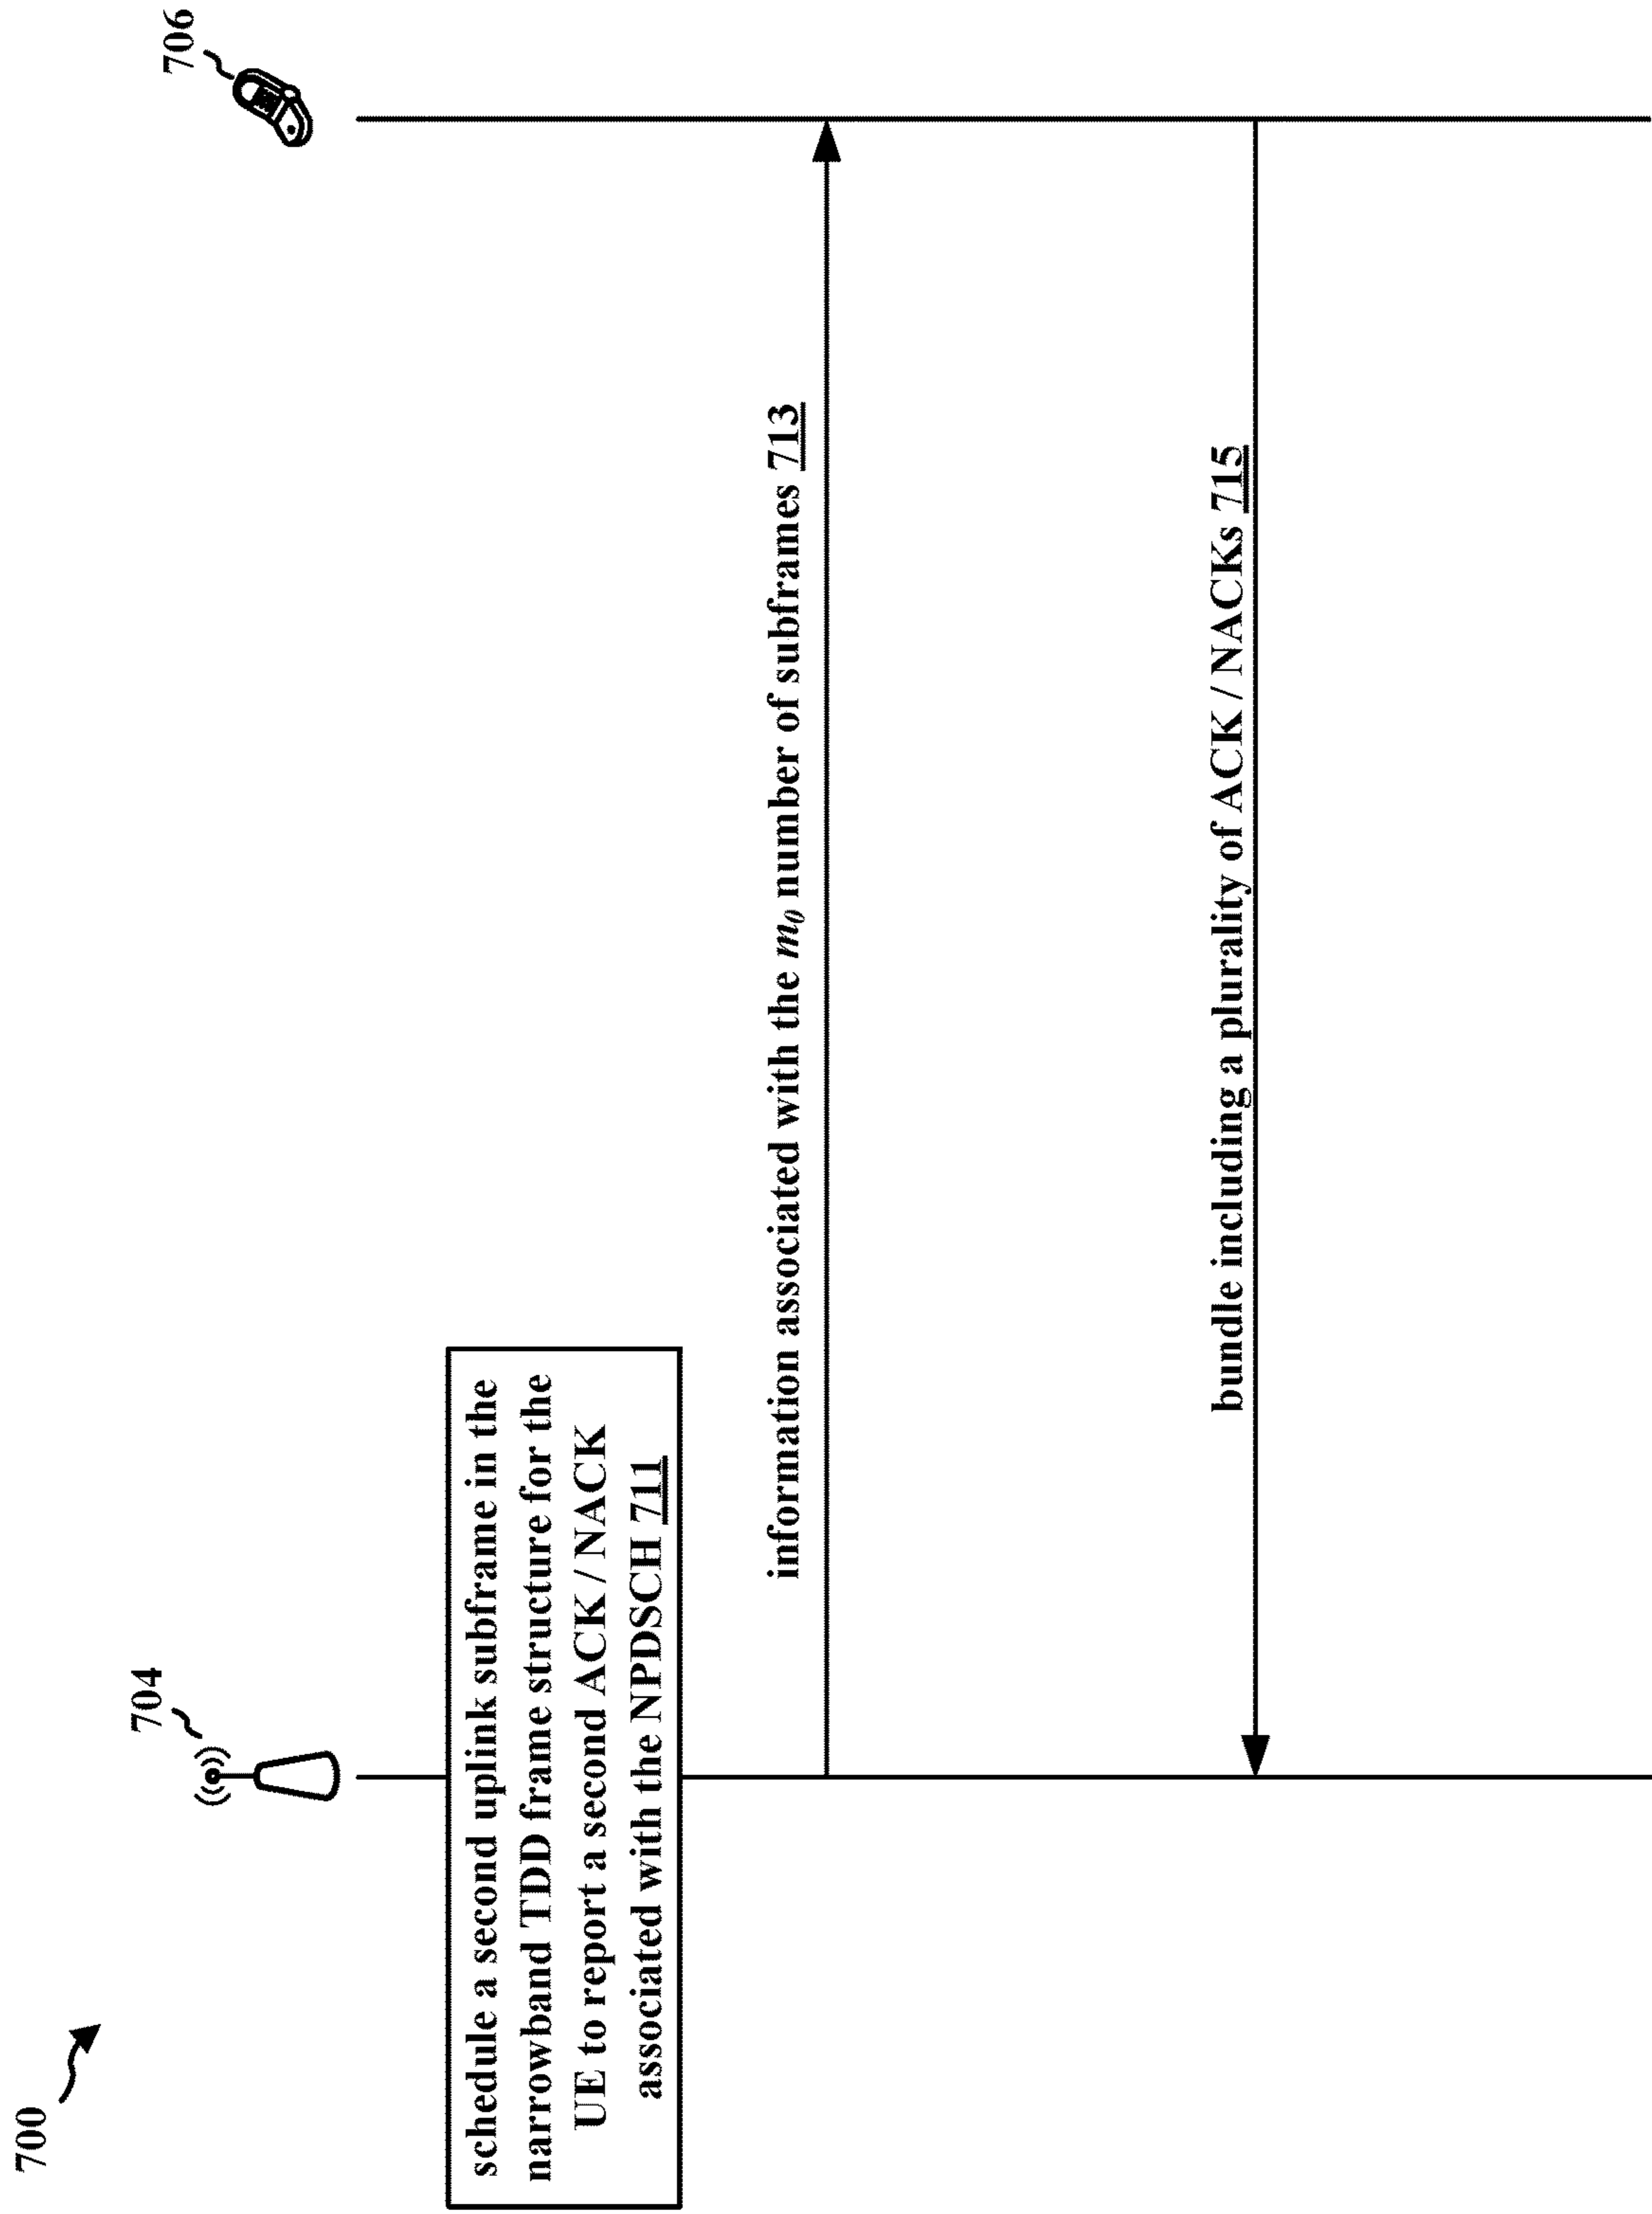 700
704
706
schedule a second uplink subframe in the
narrowband TDD frame structure for the
UE to report a second ACK / NACK
associated with the NPDSCH 711
information associated with the m0 number of subframes 713
bundle including a plurality of ACK / NACKs 715